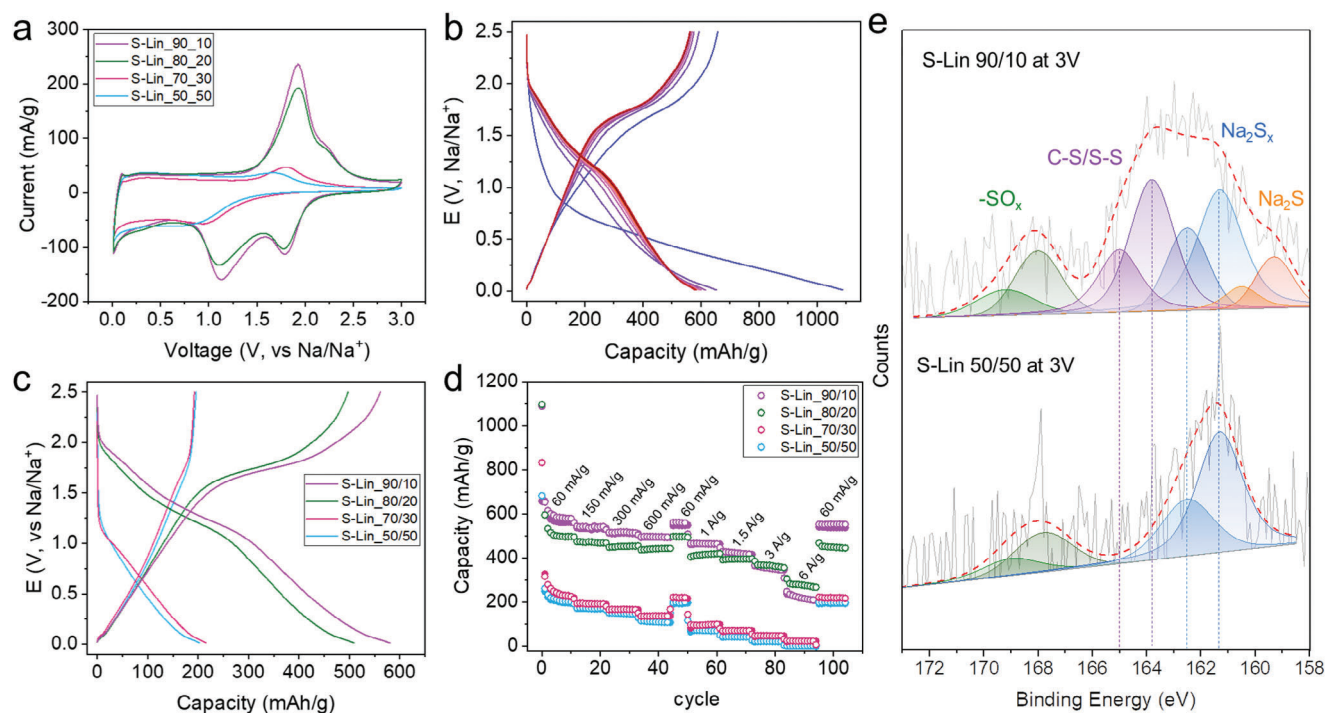 a
300
200
100
0
-100
-200
Current (mA/g)
S-Lin_90_10
S-Lin_80_20
S-Lin_70_30
S-Lin_50_50
0.0 0.5 1.0 1.5 2.0 2.5 3.0
Voltage (V, vs Na/Na⁺)
b
2.5
2.0
1.5
1.0
0.5
0.0
E (V, Na/Na⁺)
0 200 400 600 800 1000
Capacity (mAh/g)
c
2.5
2.0
1.5
1.0
0.5
0.0
E (V, vs Na/Na⁺)
S-Lin_90/10
S-Lin_80/20
S-Lin_70/30
S-Lin_50/50
0 100 200 300 400 500 600
Capacity (mAh/g)
d
1200
1000
800
600
400
200
0
Capacity (mAh/g)
S-Lin_90/10
S-Lin_80/20
S-Lin_70/30
S-Lin_50/50
60 mA/g
150 mA/g
300 mA/g
600 mA/g
60 mA/g
1 A/g
1.5 A/g
3 A/g
6 A/g
60 mA/g
0 20 40 60 80 100
cycle
e
S-Lin 90/10 at 3V
-SOₓ
C-S/S-S
Na₂Sₓ
Na₂S
S-Lin 50/50 at 3V
Counts
172 170 168 166 164 162 160 158
Binding Energy (eV)